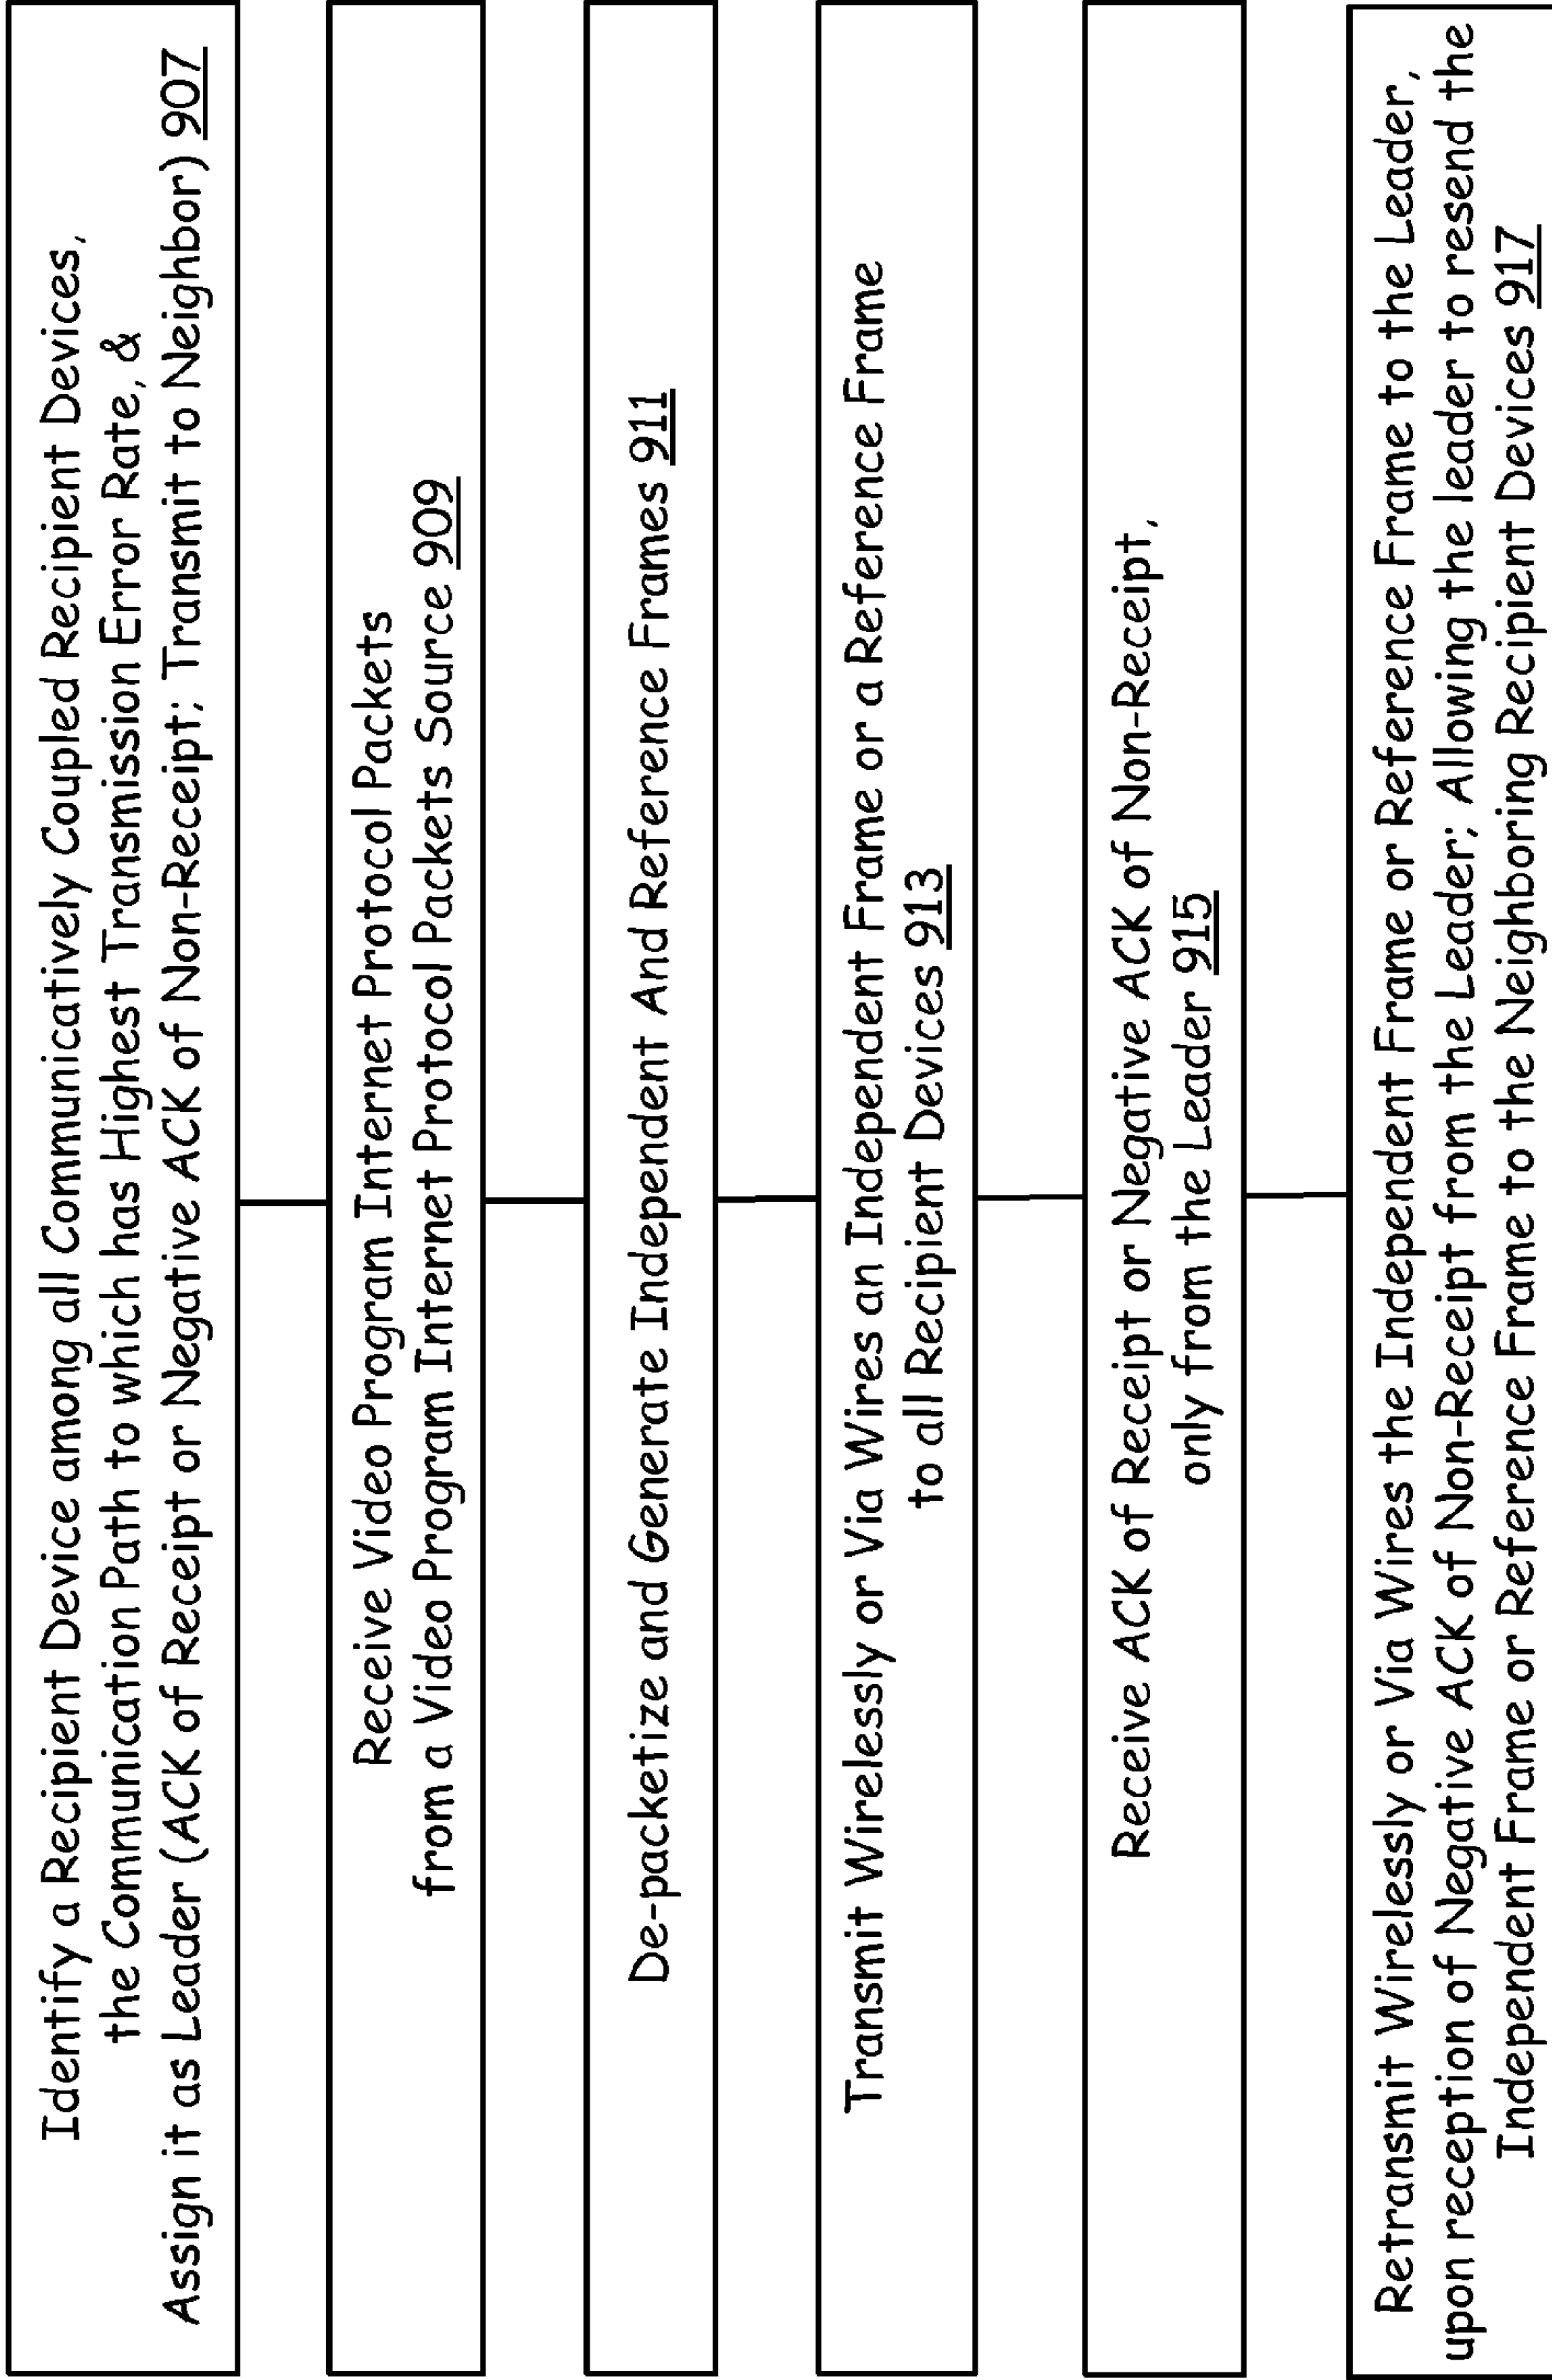 Identify a Recipient Device among all Communicatively Coupled Recipient Devices,
the Communication Path to which has Highest Transmission Error Rate, &
Assign it as Leader (ACK of Receipt or Negative ACK of Non-Receipt; Transmit to Neighbor) 907
Receive Video Program Internet Protocol Packets
from a Video Program Internet Protocol Packets Source 909
De-packetize and Generate Independent And Reference Frames 911
Transmit Wirelessly or Via Wires an Independent Frame or a Reference Frame
to all Recipient Devices 913
Receive ACK of Receipt or Negative ACK of Non-Receipt,
only from the Leader 915
Retransmit Wirelessly or Via Wires the Independent Frame or Reference Frame to the Leader,
upon reception of Negative ACK of Non-Receipt from the Leader; Allowing the leader to resend the
Independent Frame or Reference Frame to the Neighboring Recipient Devices 917